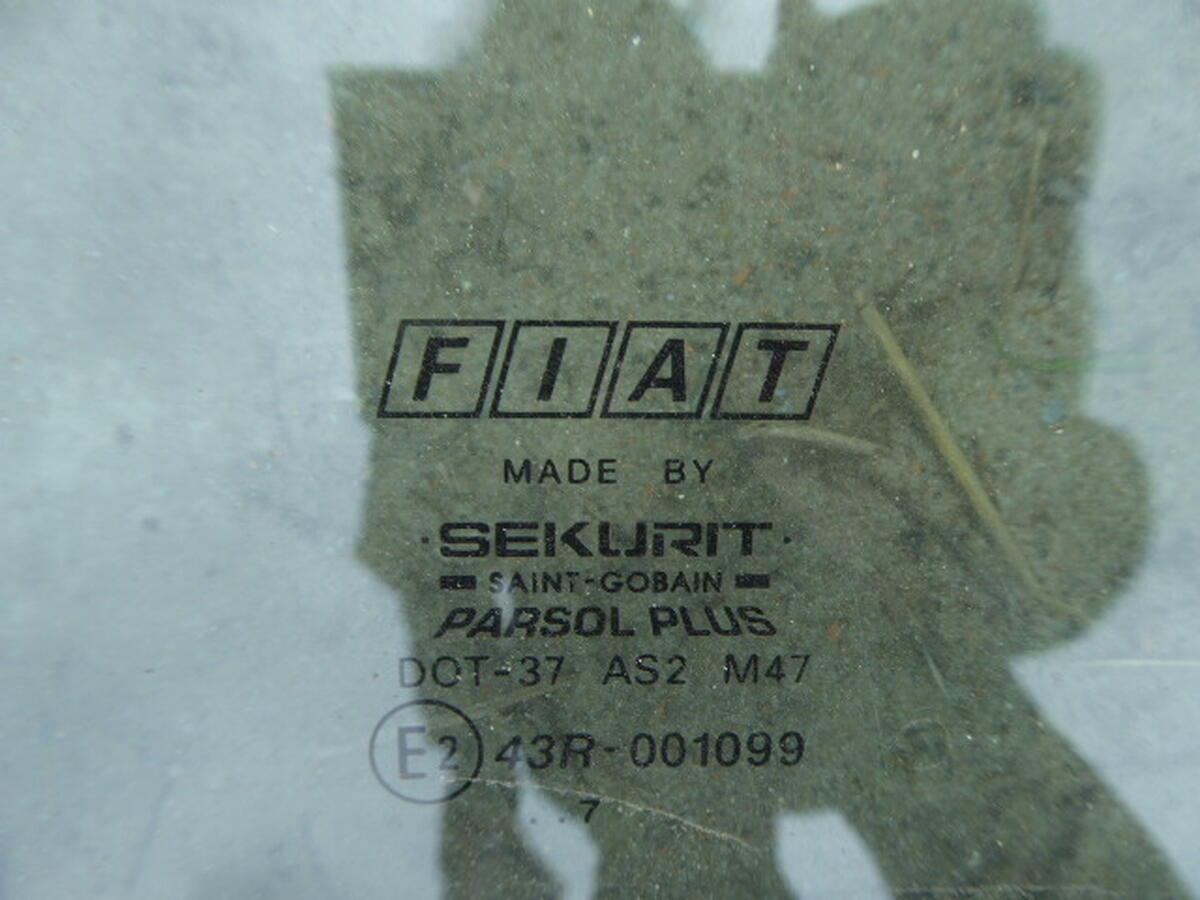 FIAT
MADE BY
·SEKURIT·
SAINT-GOBAIN
PARSOL PLUS
DOT-37 AS2 M47
E2 43R-001099
. 7